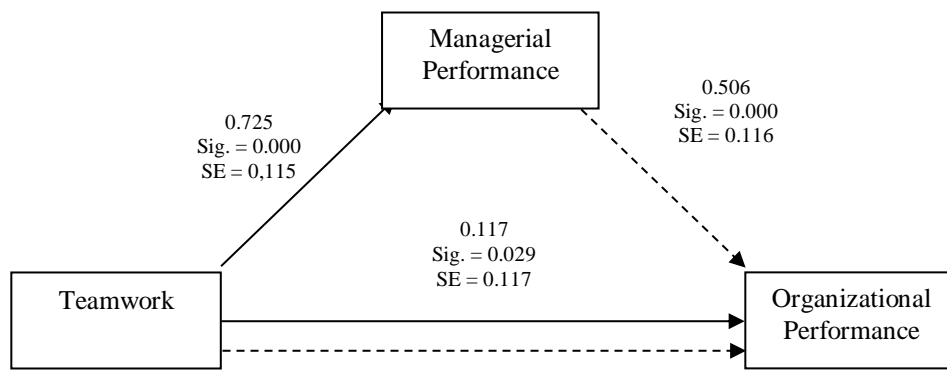 Managerial
Performance
0.725
Sig. = 0.000
SE = 0,115
0.506
Sig. = 0.000
SE = 0.116
0.117
Sig. = 0.029
SE = 0.117
Teamwork
Organizational
Performance